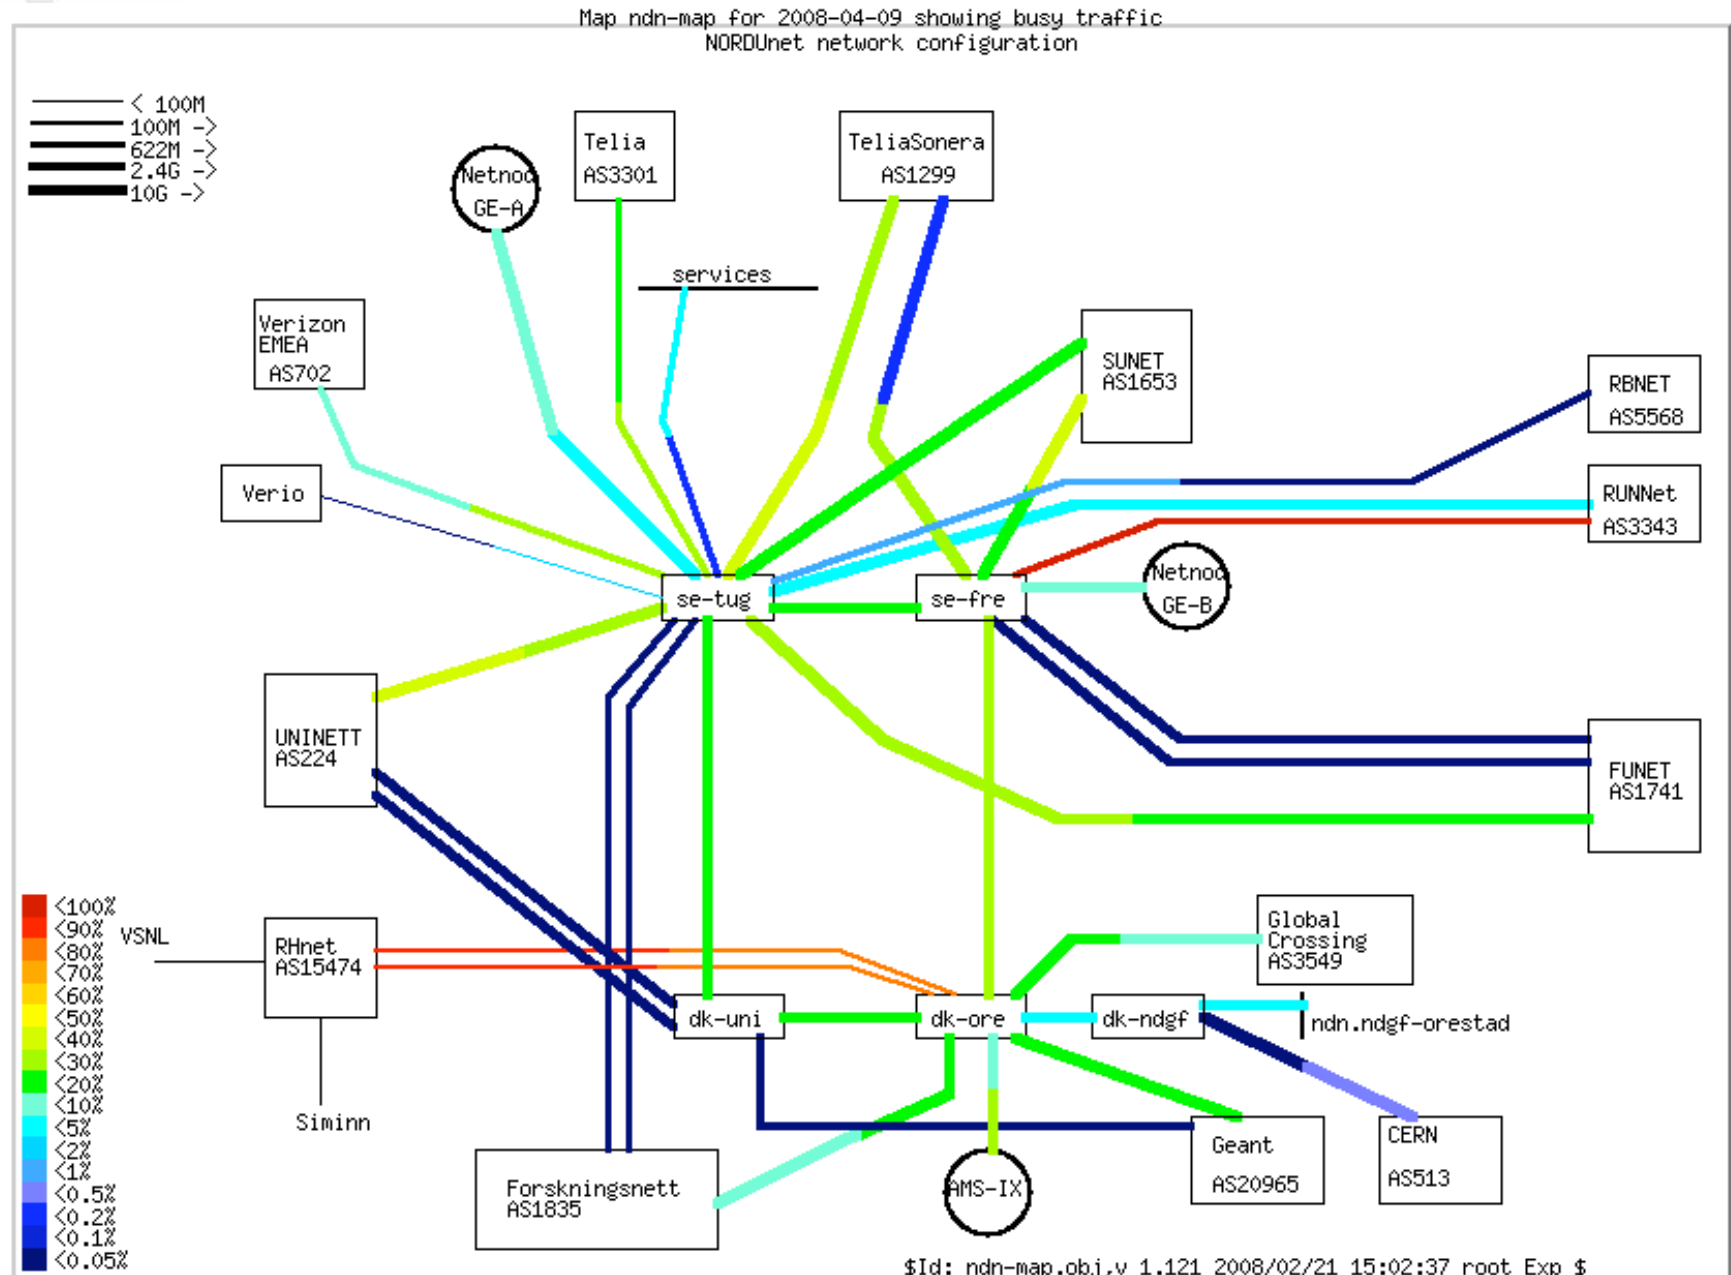 Map ndn-map for 2008-04-09 showing busy traffic
NORDUnet network configuration
< 100M
100M ->
622M ->
2.4G ->
10G ->
Netnod
GE-A
Telia
AS3301
TeliaSonera
AS1299
services
Verizon
EMEA
AS702
SUNET
AS1653
RBNET
AS5568
Verio
RUNNet
AS3343
se-tug
se-fre
Netnod
GE-B
UNINETT
AS224
FUNET
AS1741
<100%
<90%
<80%
<70%
<60%
<50%
<40%
<30%
<20%
<10%
<5%
<2%
<1%
<0.5%
<0.2%
<0.1%
<0.05%
VSNL
RHnet
AS15474
Siminn
Global
Crossing
AS3549
dk-uni
dk-ore
dk-ndgf
ndn.ndgf-orestad
Forskningsnett
AS1835
AMS-IX
Geant
AS20965
CERN
AS513
$Id: ndn-map.obj,v 1.121 2008/02/21 15:02:37 root Exp $